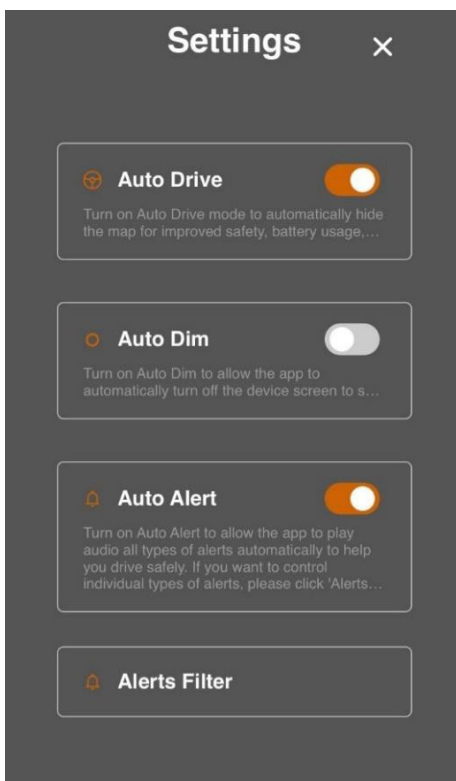 Settings
Auto Drive
Turn on Auto Drive mode to automatically hide
the map for improved safety, battery usage,...
Auto Dim
Turn on Auto Dim to allow the app to
automatically turn off the device screen to s...
Auto Alert
Turn on Auto Alert to allow the app to play
audio all types of alerts automatically to help
you drive safely. If you want to control
individual types of alerts, please click 'Alerts...
Alerts Filter